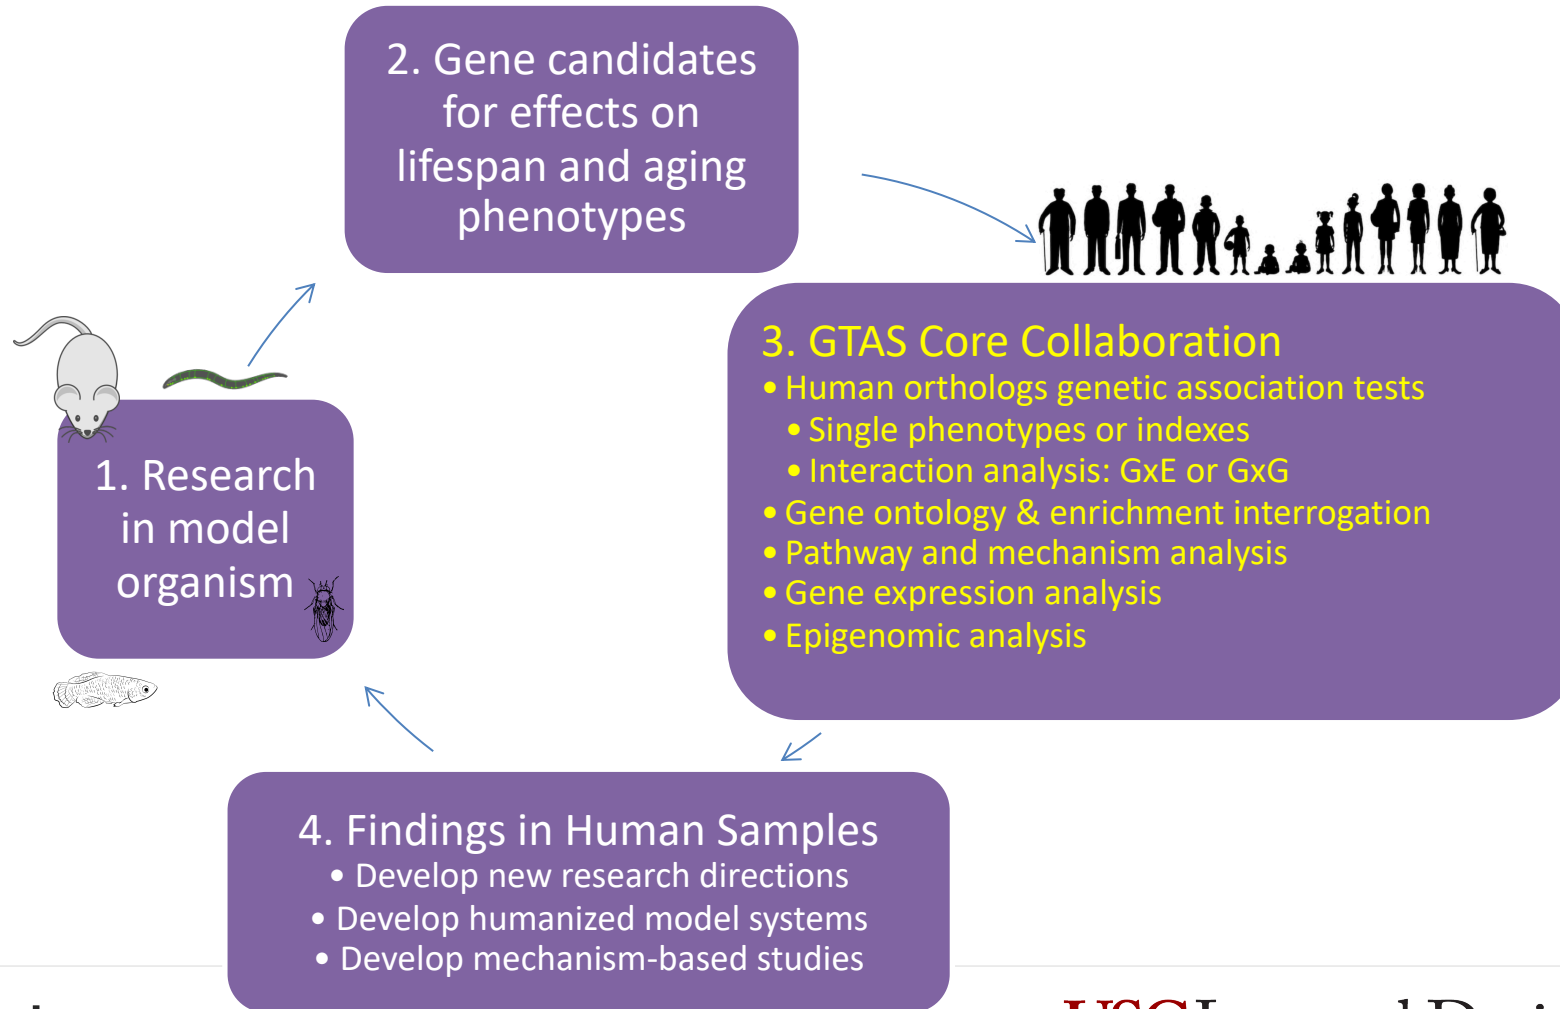 2. Gene candidates
for effects on
lifespan and aging
phenotypes
1. Research
in model
organism
3. GTAS Core Collaboration
• Human orthologs genetic association tests
• Single phenotypes or indexes
• Interaction analysis: GxE or GxG
• Gene ontology & enrichment interrogation
• Pathway and mechanism analysis
• Gene expression analysis
• Epigenomic analysis
4. Findings in Human Samples
• Develop new research directions
• Develop humanized model systems
• Develop mechanism-based studies